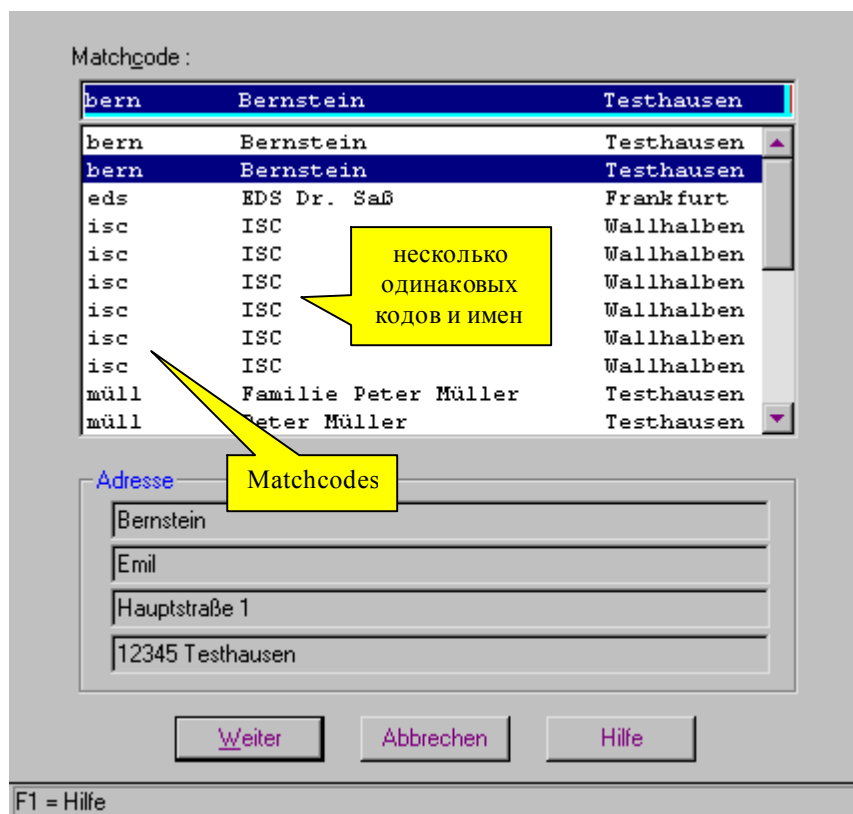 Matchcode :
bern Bernstein Testhausen
bern Bernstein Testhausen
bern Bernstein Testhausen
eds EDS Dr. Saß Frankfurt
isc ISC Wallhalben
isc ISC Wallhalben
isc ISC Wallhalben
isc ISC Wallhalben
isc ISC Wallhalben
isc ISC Wallhalben
несколько
одинаковых
кодов и имен
müll Familie Peter Müller Testhausen
müll Peter Müller Testhausen
Matchcodes
Adresse
Bernstein
Emil
Hauptstraße 1
12345 Testhausen
Weiter Abbrechen Hilfe
F1 = Hilfe